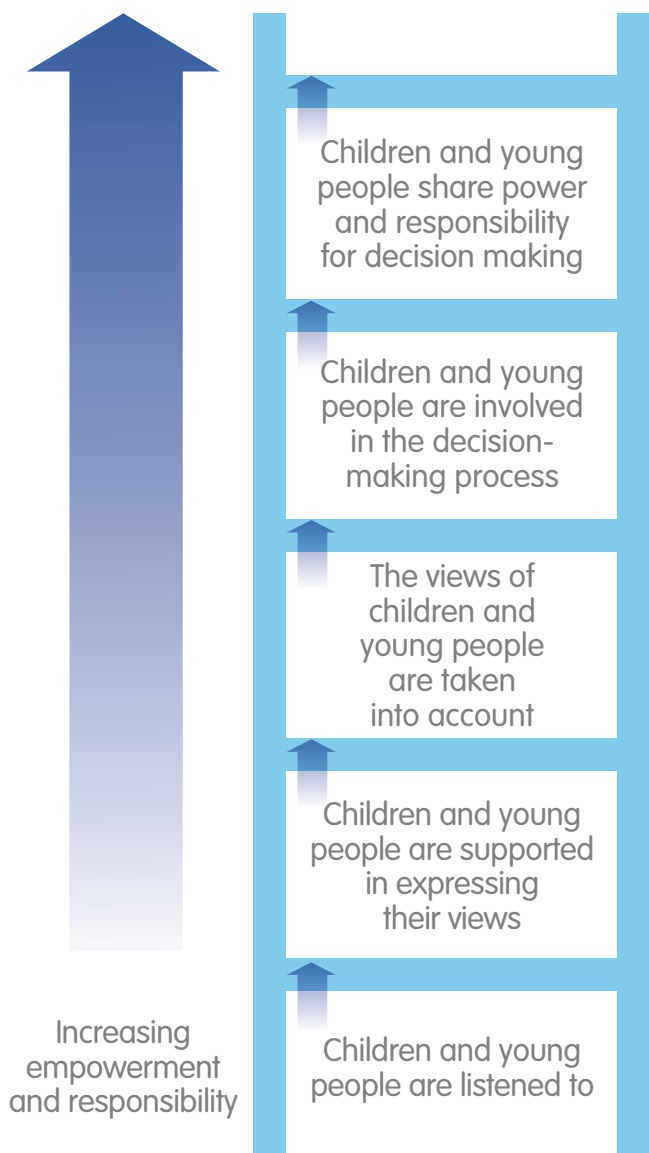 Children and young
people share power
and responsibility
for decision making
Children and young
people are involved
in the decision-
making process
The views of
children and
young people
are taken
into account
Children and young
people are supported
in expressing
their views
Children and young
people are listened to
Increasing
empowerment
and responsibility